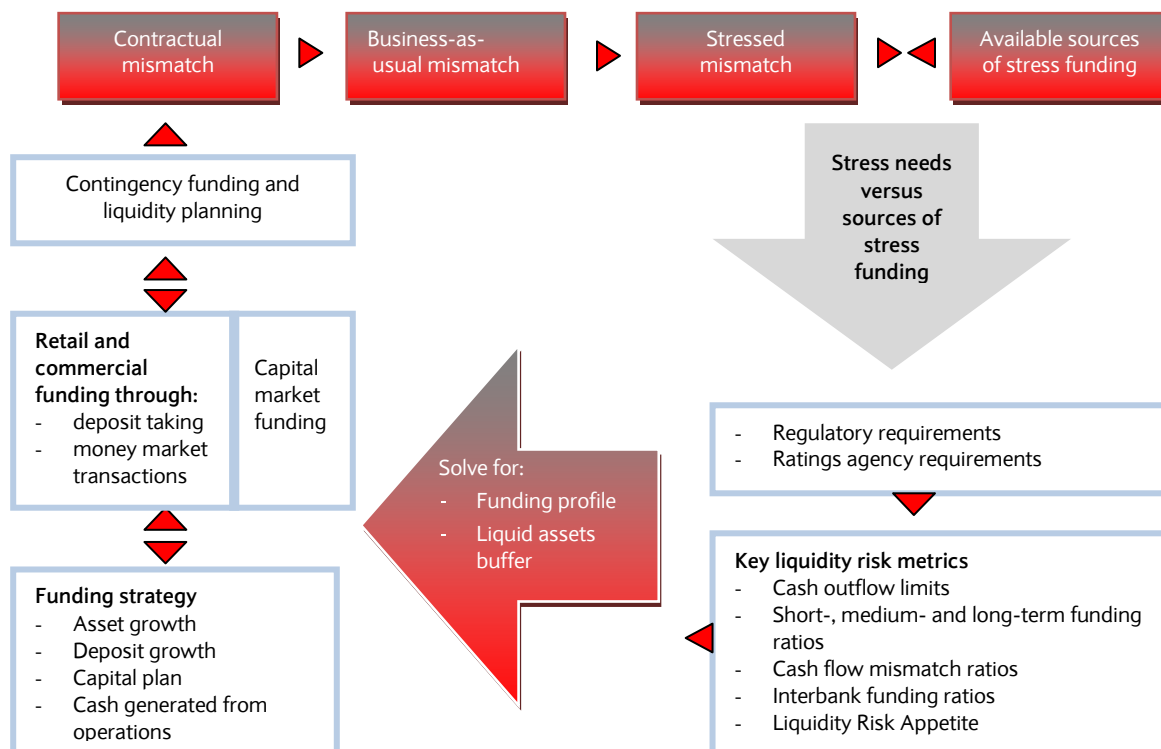 Contractual
mismatch
Business-as-
usual mismatch
Stressed
mismatch
Available sources
of stress funding
Contingency funding and
liquidity planning
Stress needs
versus
sources of
stress
funding
Retail and
commercial
funding through:
- deposit taking
- money market
transactions
Capital
market
funding
Solve for:
- Funding profile
- Liquid assets
buffer
- Regulatory requirements
- Ratings agency requirements
Funding strategy
- Asset growth
- Deposit growth
- Capital plan
- Cash generated from
operations
Key liquidity risk metrics
- Cash outflow limits
- Short-, medium- and long-term funding
ratios
- Cash flow mismatch ratios
- Interbank funding ratios
- Liquidity Risk Appetite